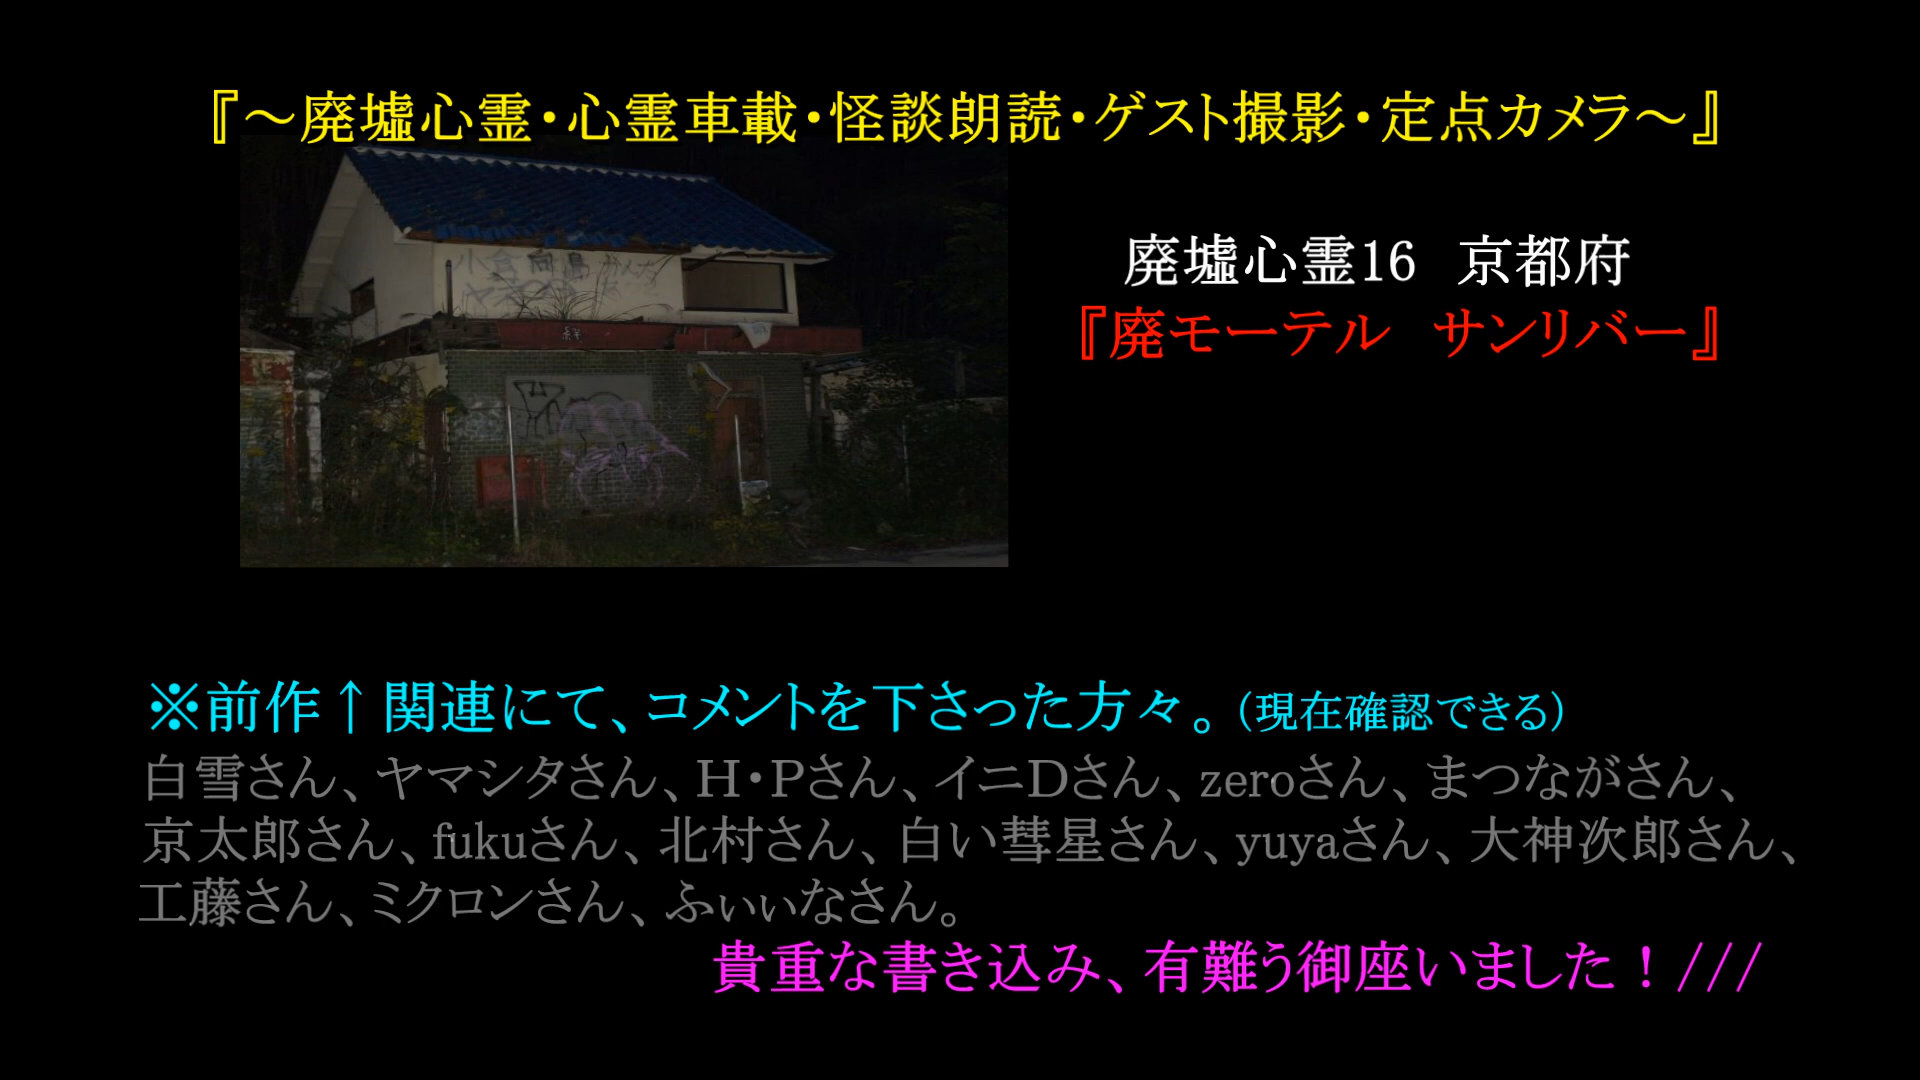 『～廃墟心霊・心霊車載・怪談朗読・ゲスト撮影・定点カメラ～』
廃墟心霊16　京都府
『廃モーテル　サンリバー』
※前作↑関連にて、コメントを下さった方々。（現在確認できる）
白雪さん、ヤマシタさん、H・Pさん、イニDさん、zeroさん、まつながさん、
京太郎さん、fukuさん、北村さん、白い彗星さん、yuyaさん、大神次郎さん、
工藤さん、ミクロンさん、ふぃぃなさん。
貴重な書き込み、有難う御座いました！///